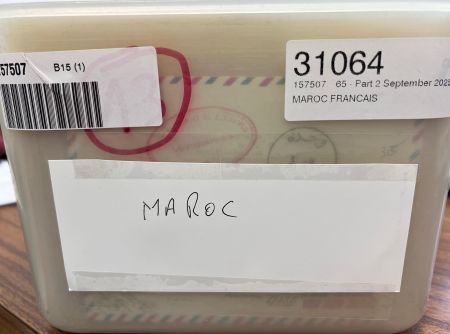 157507 B15 (1)
31064
157507 65 - Part 2 September 2025
MAROC FRANCAIS
MAROC